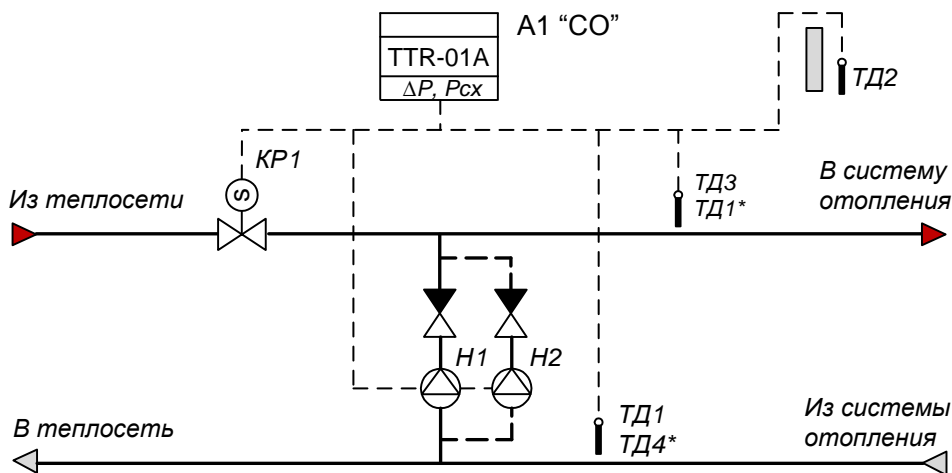 А1 “СО”
TTR-01A
ΔP, Pсх
ТД2
КР1
Из теплосети
ТД3
ТД1*
В систему
отопления
S
Н1
Н2
В теплосеть
ТД1
ТД4*
Из системы
отопления